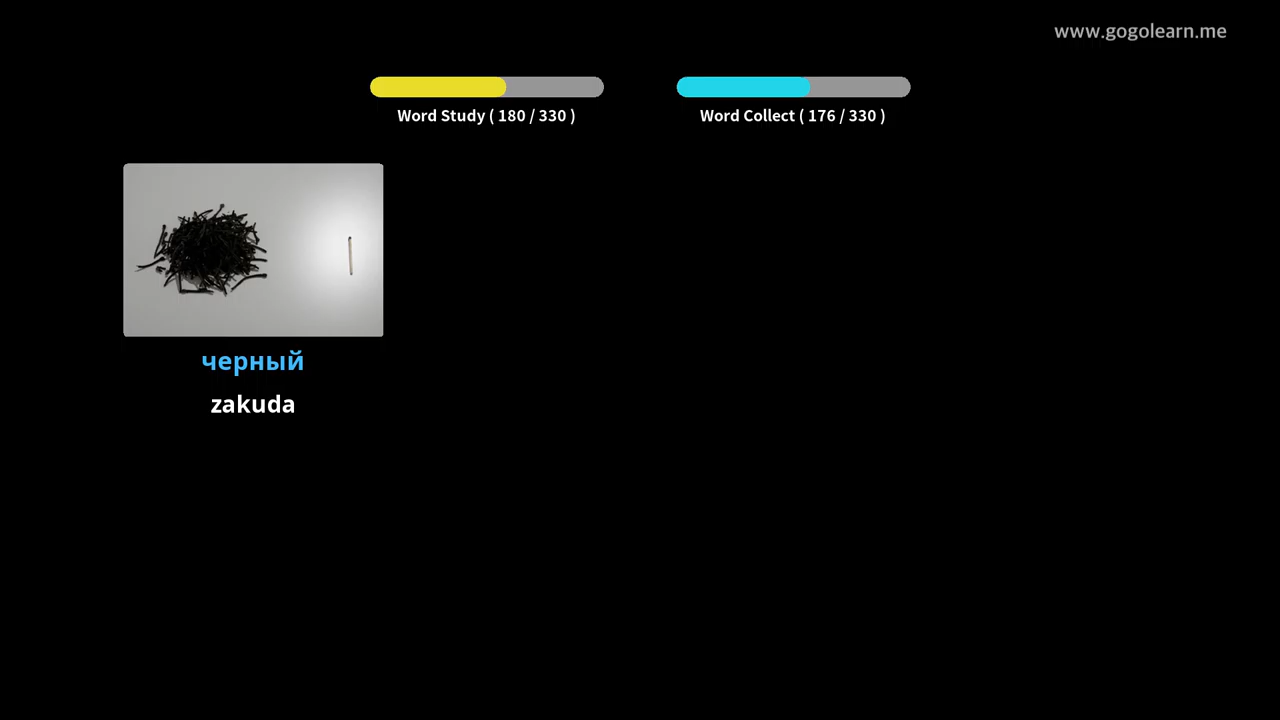 www.gogolearn.me
Word Study ( 180 / 330 )
Word Collect ( 176 / 330 )
черный
zakuda